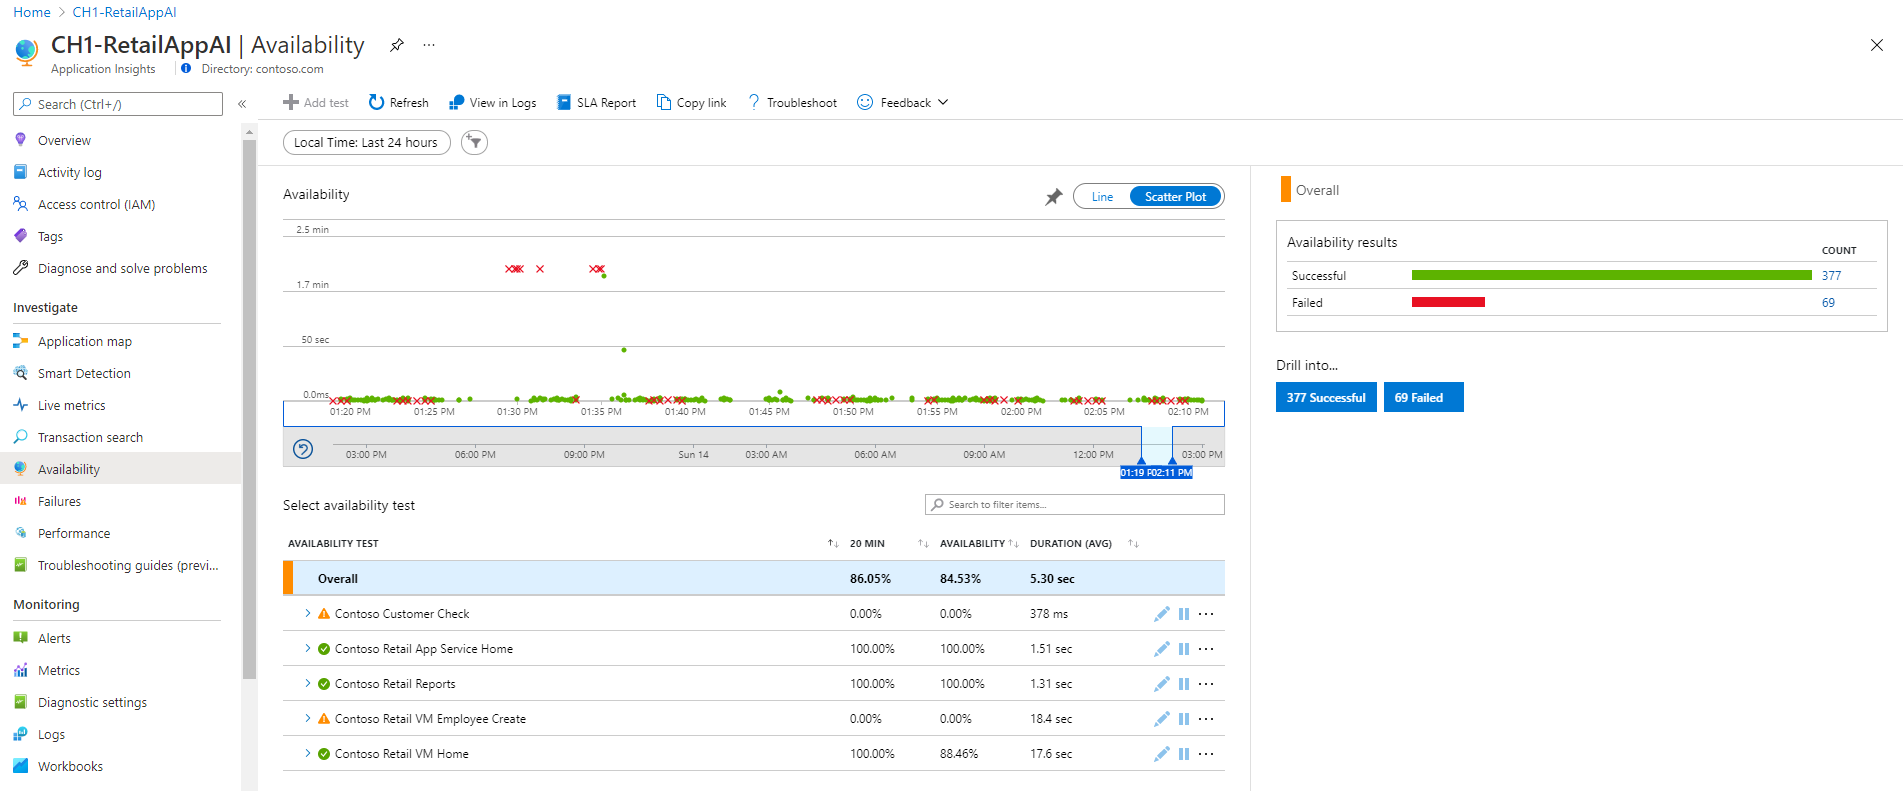 Home > CH1-RetailAppAI
CH1-RetailAppAI | Availability
Application Insights
Directory: contoso.com
Search (Ctrl+/)
Overview
Activity log
Access control (IAM)
Tags
Diagnose and solve problems
Investigate
Application map
Smart Detection
Live metrics
Transaction search
Availability
Failures
Performance
Troubleshooting guides (previ...
Monitoring
Alerts
Metrics
Diagnostic settings
Logs
Workbooks
Add test Refresh View in Logs SLA Report Copy link Troubleshoot Feedback
Local Time: Last 24 hours
Availability
Line Scatter Plot
2.5 min
1.7 min
50 sec
0.0ms
01:20 PM 01:25 PM 01:30 PM 01:35 PM 01:40 PM 01:45 PM 01:50 PM 01:55 PM 02:00 PM 02:05 PM 02:10 PM
03:00 PM 06:00 PM 09:00 PM Sun 14 03:00 AM 06:00 AM 09:00 AM 12:00 PM 03:00 PM
01:19 P02:11 PM
Select availability test
Search to filter items...
AVAILABILITY TEST 20 MIN AVAILABILITY DURATION (AVG)
Overall 86.05% 84.53% 5.30 sec
Contoso Customer Check 0.00% 0.00% 378 ms
Contoso Retail App Service Home 100.00% 100.00% 1.51 sec
Contoso Retail Reports 100.00% 100.00% 1.31 sec
Contoso Retail VM Employee Create 0.00% 0.00% 18.4 sec
Contoso Retail VM Home 100.00% 88.46% 17.6 sec
Overall
Availability results
COUNT
Successful 377
Failed 69
Drill into...
377 Successful 69 Failed